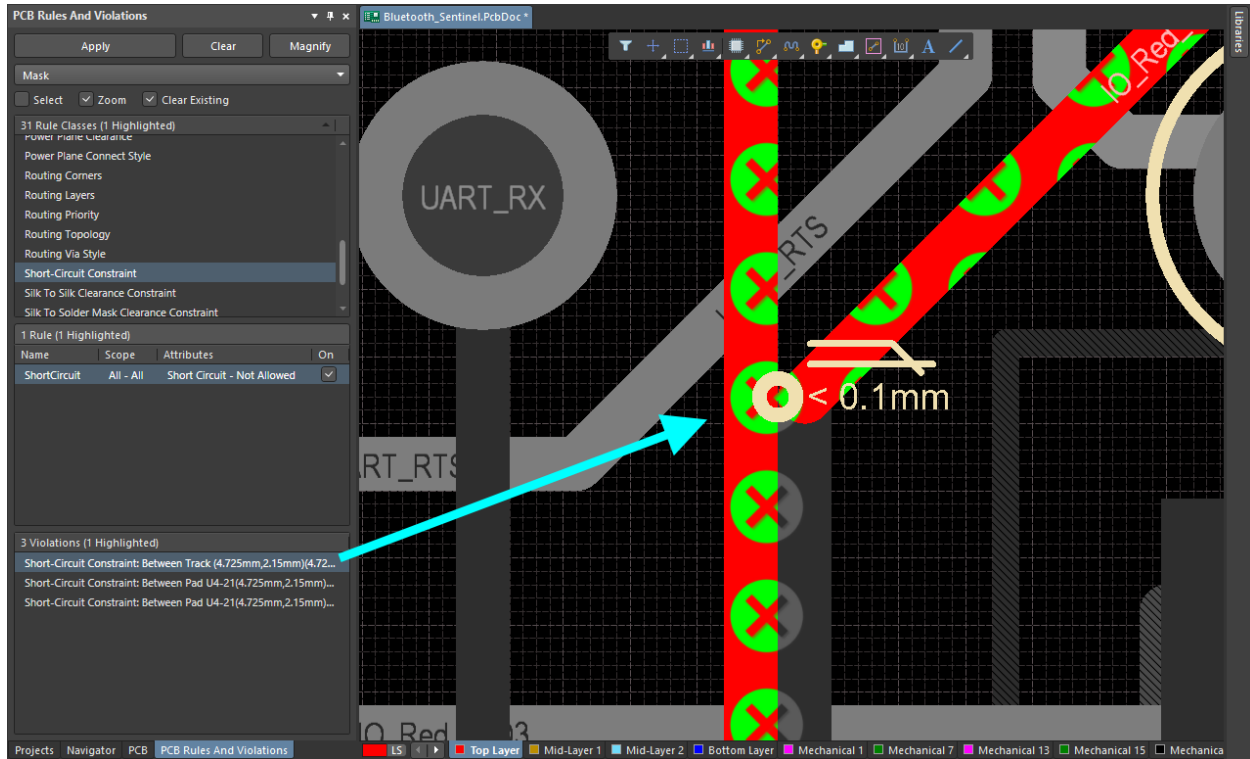 PCB Rules And Violations
Bluetooth_Sentinel.PcbDoc *
Libraries
Apply Clear Magnify
Mask
Select Zoom Clear Existing
31 Rule Classes (1 Highlighted)
Power Plane Clearance
Power Plane Connect Style
Routing Corners
Routing Layers
Routing Priority
Routing Topology
Routing Via Style
Short-Circuit Constraint
Silk To Silk Clearance Constraint
Silk To Solder Mask Clearance Constraint
1 Rule (1 Highlighted)
Name Scope Attributes On
ShortCircuit All - All Short Circuit - Not Allowed
3 Violations (1 Highlighted)
Short-Circuit Constraint: Between Track (4.725mm,2.15mm)(4.72...
Short-Circuit Constraint: Between Pad U4-21(4.725mm,2.15mm)...
Short-Circuit Constraint: Between Pad U4-21(4.725mm,2.15mm)...
Projects Navigator PCB PCB Rules And Violations
UART_RX
_RTS
IO_Red_
< 0.1mm
RT_RTS
IO_Red 3
LS Top Layer Mid-Layer 1 Mid-Layer 2 Bottom Layer Mechanical 1 Mechanical 7 Mechanical 13 Mechanical 15 Mechanica